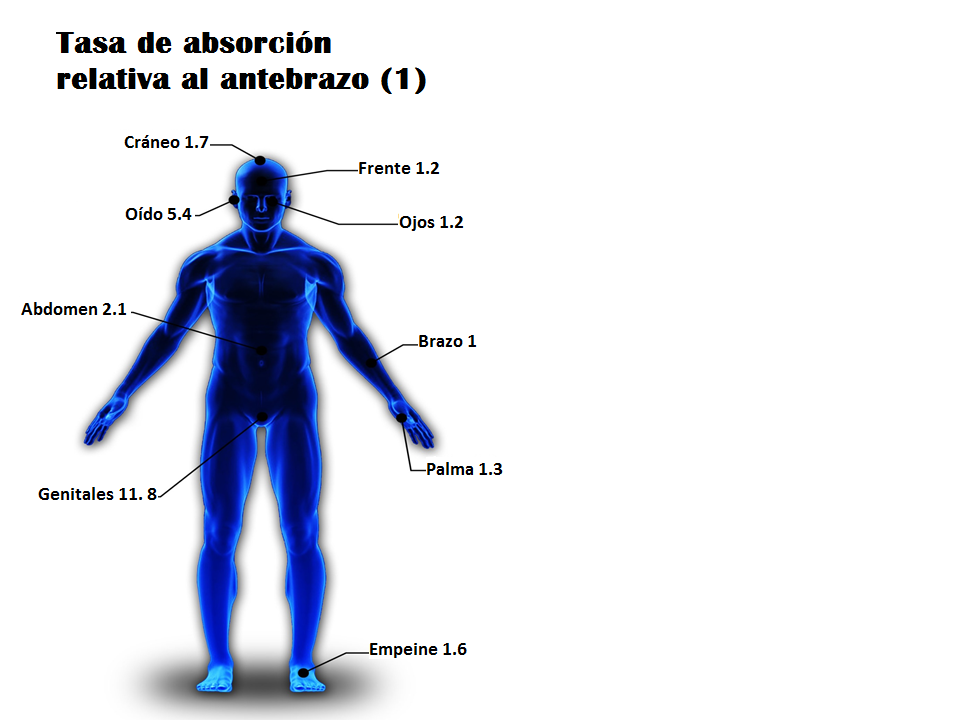 Tasa de absorción
relativa al antebrazo (1)
Cráneo 1.7
Frente 1.2
Oído 5.4
Ojos 1.2
Abdomen 2.1
Brazo 1
Palma 1.3
Genitales 11. 8
Empeine 1.6